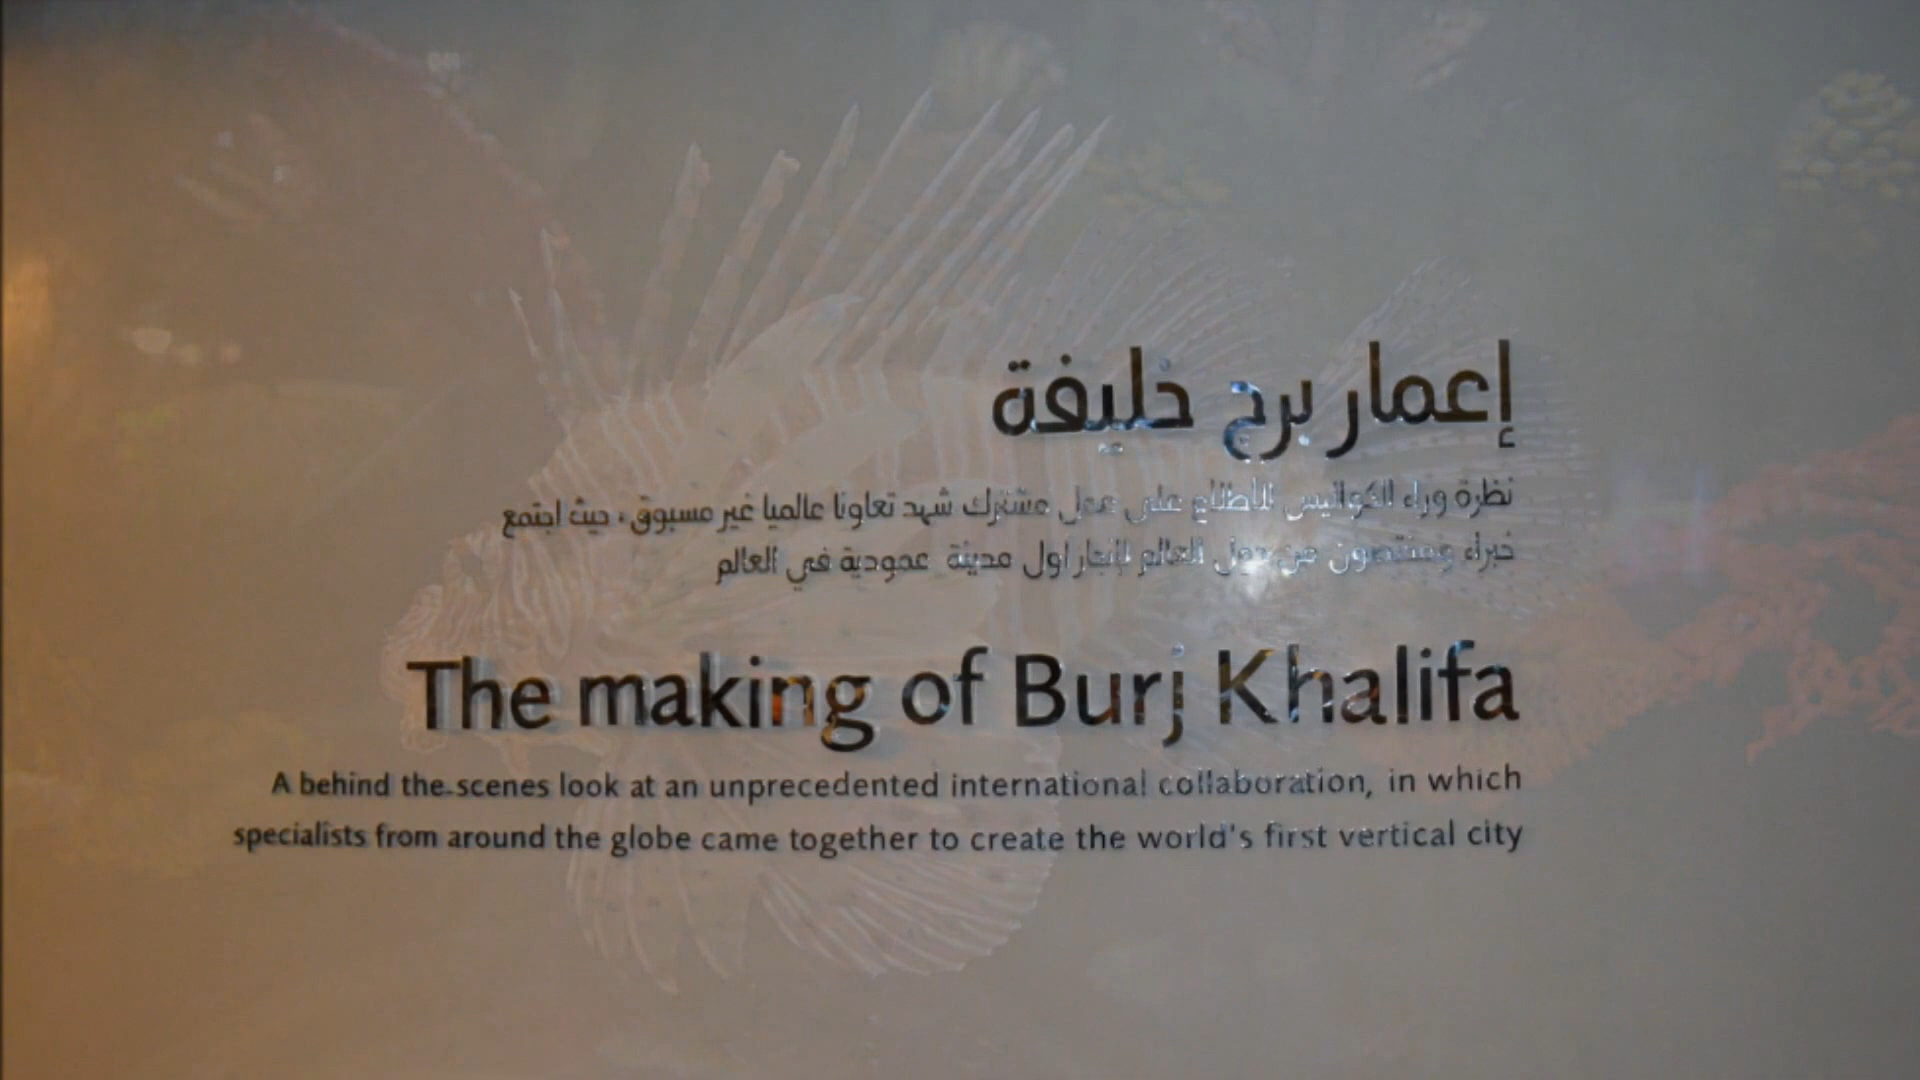 إعمار برج خليفة
نظرة وراء الكواليس للأطلاع على عمل مشترك شهد تعاونا عالميا غير مسبوق، حيث اجتمع
خبراء ومختصون من حول العالم لإنجاز اول مدينة عمودية في العالم
The making of Burj Khalifa
A behind the-scenes look at an unprecedented international collaboration, in which
specialists from around the globe came together to create the world's first vertical city